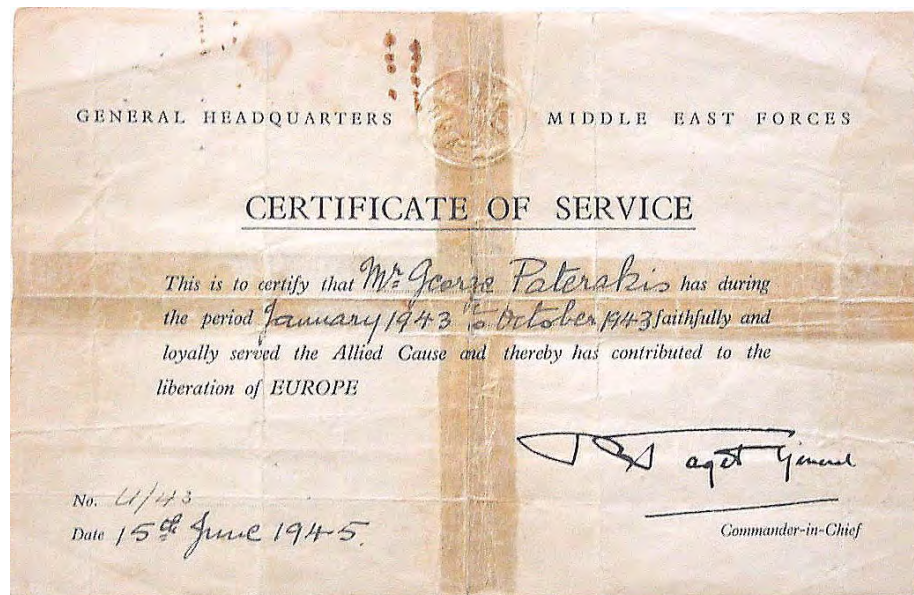 GENERAL HEADQUARTERS MIDDLE EAST FORCES
CERTIFICATE OF SERVICE
This is to certify that Mr George Paterakis has during
the period January 1943 to October 1943 faithfully and
loyally served the Allied Cause and thereby has contributed to the
liberation of EUROPE
Paget General
No. U/43
Date 15th June 1945.
Commander-in-Chief